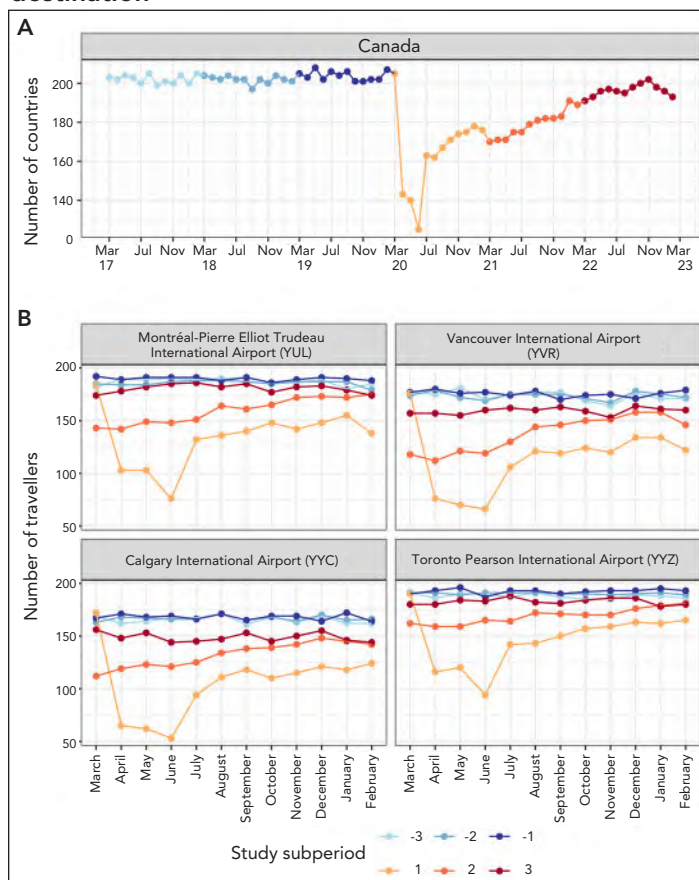 destination
A
Canada
Number of countries
200
180
160
140
0
Mar Jul Nov Mar Jul Nov Mar Jul Nov Mar Jul Nov Mar Jul Nov Mar Jul Nov Mar
17 18 19 20 21 22 23
B
Montréal-Pierre Elliot Trudeau
International Airport (YUL)
Vancouver International Airport
(YVR)
Number of travellers
200
150
100
50
Calgary International Airport (YYC)
Toronto Pearson International Airport (YYZ)
200
150
100
50
March April May June July August September October November December January February
March April May June July August September October November December January February
Study subperiod
-3 -2 -1
1 2 3